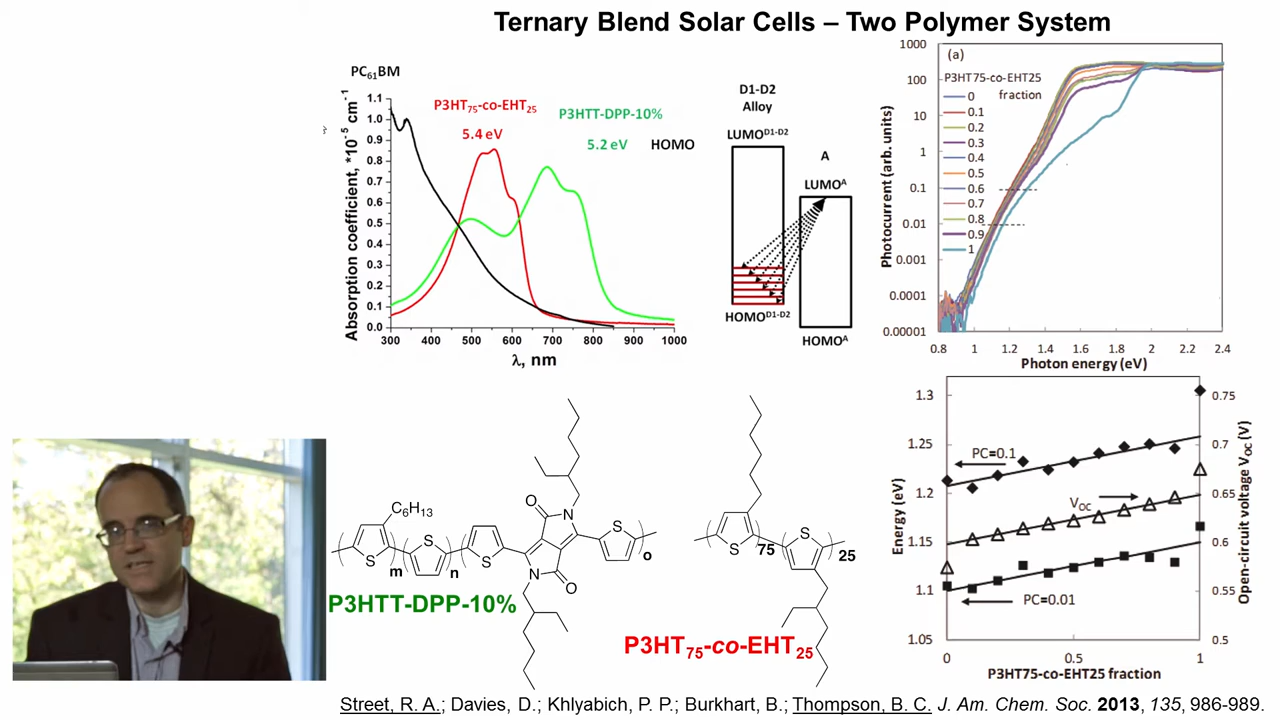 Ternary Blend Solar Cells – Two Polymer System
PC61BM
P3HT75-co-EHT25
5.4 eV
P3HTT-DPP-10%
5.2 eV
HOMO
Absorption coefficient, *10^-5 cm^-1
1.1
1.0
0.9
0.8
0.7
0.6
0.5
0.4
0.3
0.2
0.1
0.0
300 400 500 600 700 800 900 1000
λ, nm
D1-D2
Alloy
LUMO^D1-D2
A
LUMO^A
HOMO^D1-D2
HOMO^A
(a)
P3HT75-co-EHT25
fraction
0
0.1
0.2
0.3
0.4
0.5
0.6
0.7
0.8
0.9
1
Photocurrent (arb. units)
1000
100
10
1
0.1
0.01
0.001
0.0001
0.00001
0.8 1 1.2 1.4 1.6 1.8 2 2.2 2.4
Photon energy (eV)
C6H13
S
m
S
n
S
O
N
N
O
S
o
P3HTT-DPP-10%
S
75
S
25
P3HT75-co-EHT25
Energy (eV)
1.3
1.25
1.2
1.15
1.1
1.05
PC=0.1
VOC
PC=0.01
0.75
0.7
0.65
0.6
0.55
0.5
Open-circuit voltage VOC (V)
0 0.5 1
P3HT75-co-EHT25 fraction
Street, R. A.; Davies, D.; Khlyabich, P. P.; Burkhart, B.; Thompson, B. C. J. Am. Chem. Soc. 2013, 135, 986-989.